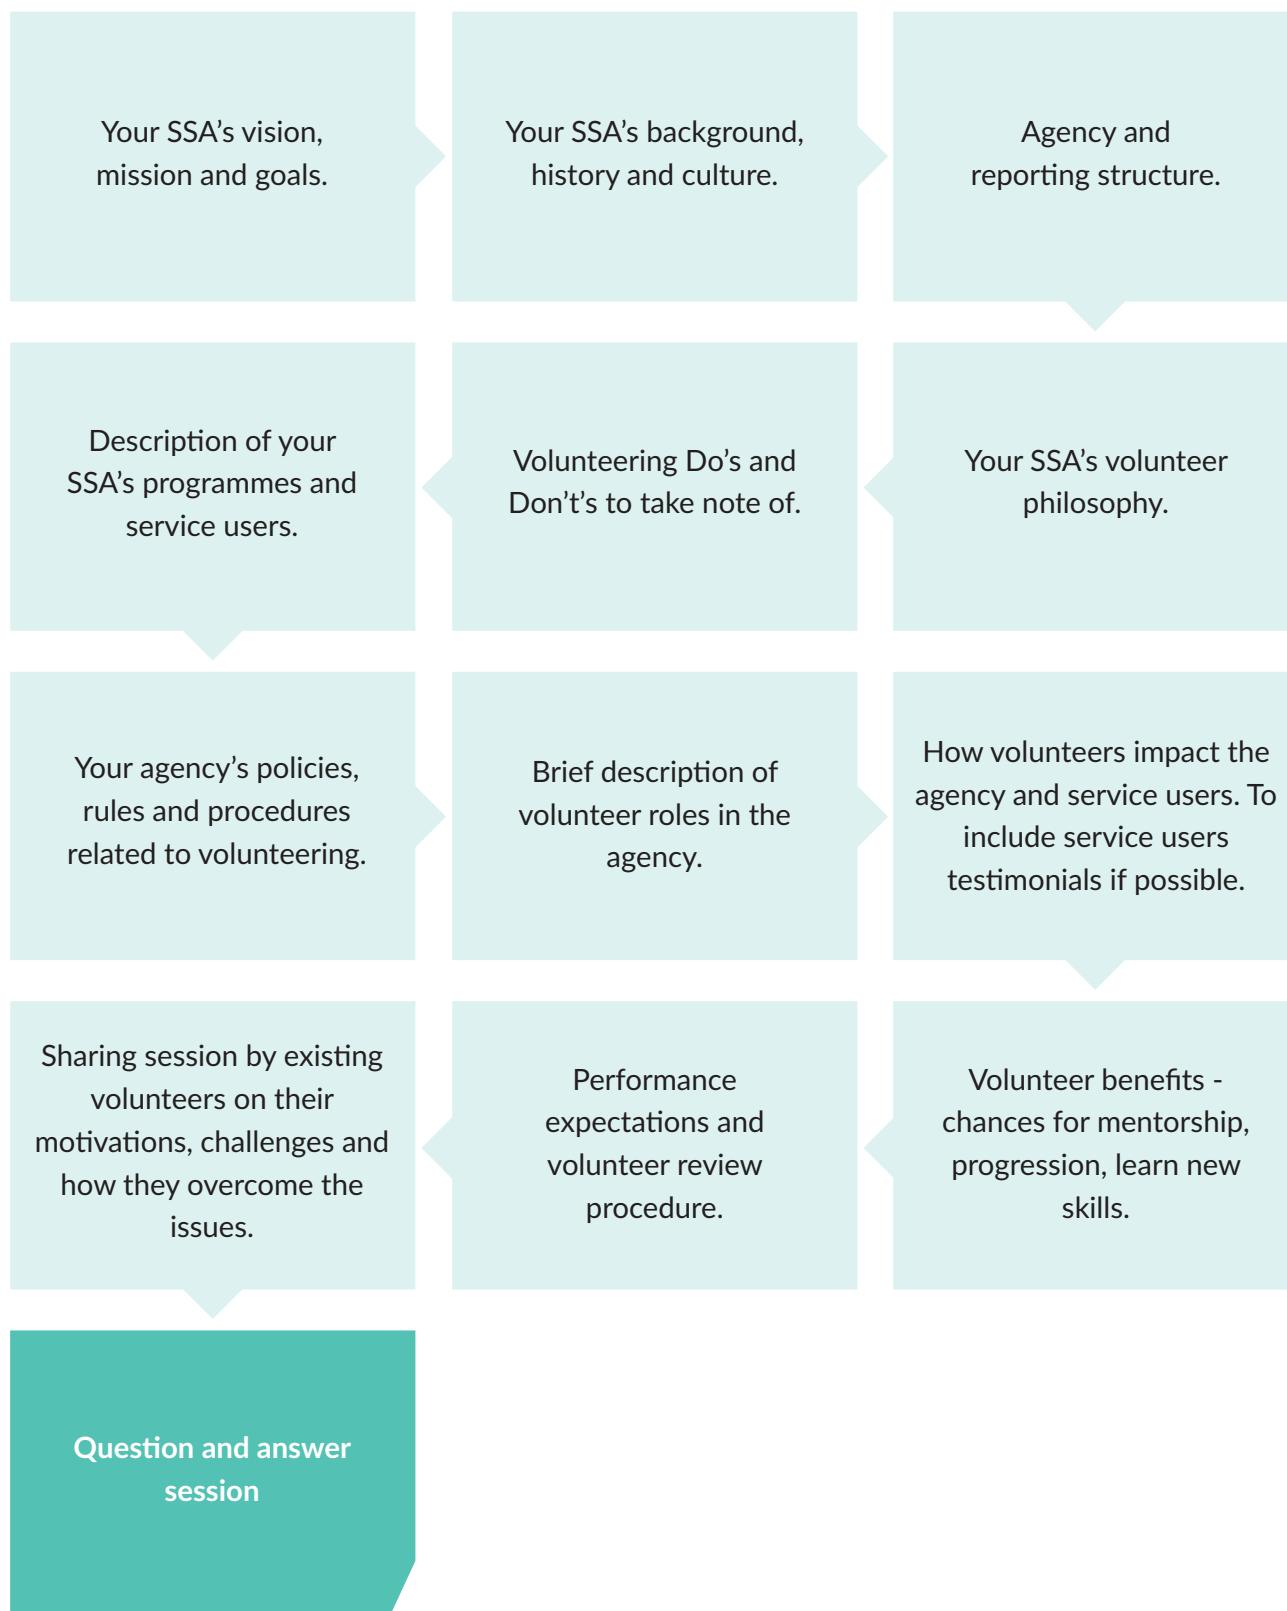 Your SSA’s vision,
mission and goals.
Your SSA’s background,
history and culture.
Agency and
reporting structure.
Your SSA’s volunteer
philosophy.
Volunteering Do’s and
Don’t’s to take note of.
Description of your
SSA’s programmes and
service users.
Your agency’s policies,
rules and procedures
related to volunteering.
Brief description of
volunteer roles in the
agency.
How volunteers impact the
agency and service users. To
include service users
testimonials if possible.
Volunteer benefits -
chances for mentorship,
progression, learn new
skills.
Performance
expectations and
volunteer review
procedure.
Sharing session by existing
volunteers on their
motivations, challenges and
how they overcome the
issues.
Question and answer
session